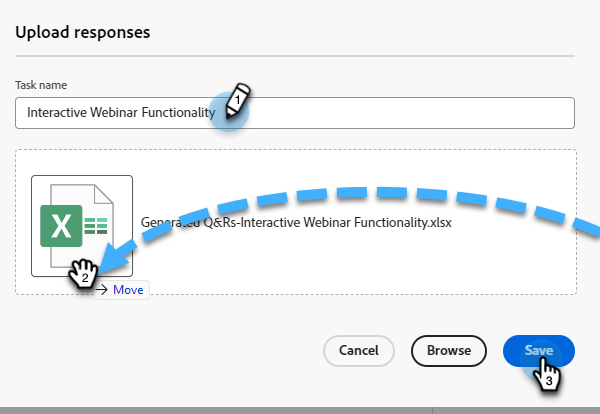 Upload responses
Task name
Interactive Webinar Functionality
1
X
Generated Q&Rs-Interactive Webinar Functionality.xlsx
2
→ Move
Cancel
Browse
Save
3